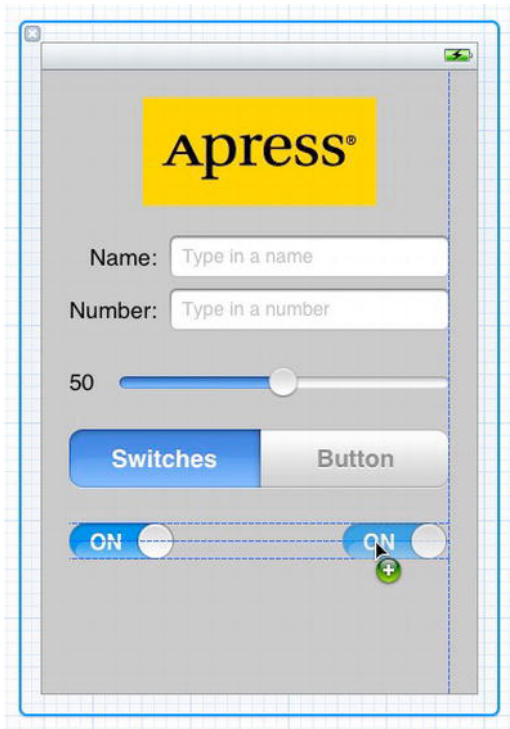 Apress®
Name: Type in a name
Number: Type in a number
50
Switches Button
ON ON